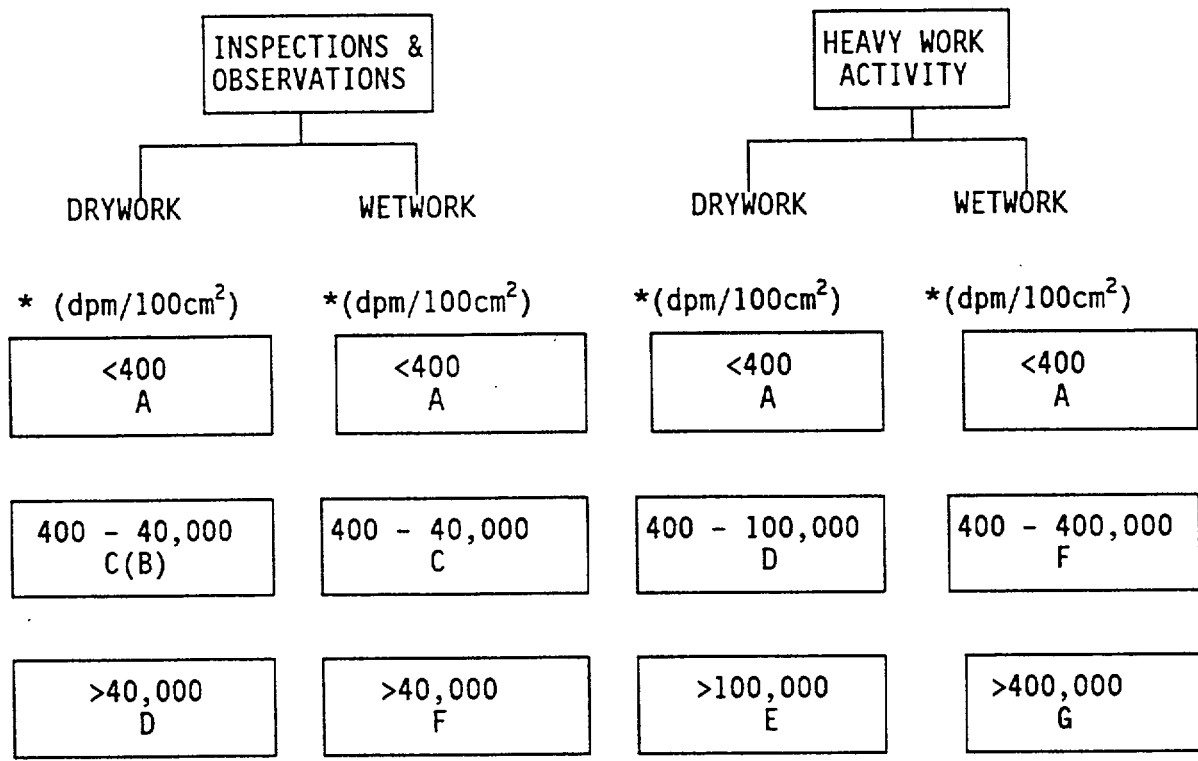 INSPECTIONS &
OBSERVATIONS
HEAVY WORK
ACTIVITY
DRYWORK
WETWORK
DRYWORK
WETWORK
* (dpm/100cm²)
*(dpm/100cm²)
*(dpm/100cm²)
*(dpm/100cm²)
<400
A
<400
A
<400
A
<400
A
400 - 40,000
C(B)
400 - 40,000
C
400 - 100,000
D
400 - 400,000
F
>40,000
D
>40,000
F
>100,000
E
>400,000
G